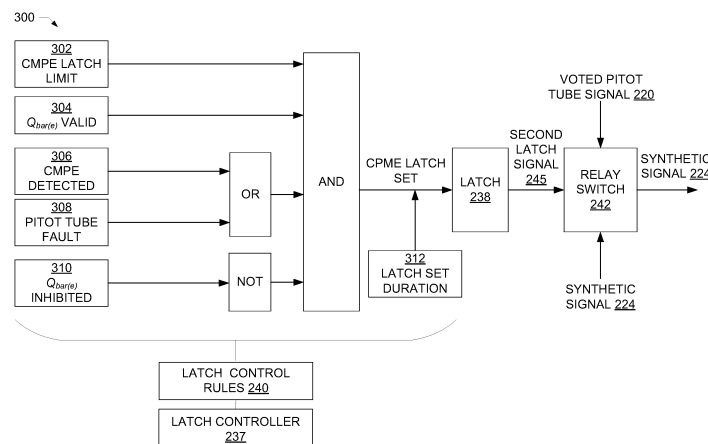 300
302
CMPE LATCH
LIMIT
304
Qbar(e) VALID
306
CMPE
DETECTED
308
PITOT TUBE
FAULT
310
Qbar(e)
INHIBITED
OR
NOT
AND
CPME LATCH
SET
312
LATCH SET
DURATION
LATCH
238
SECOND
LATCH
SIGNAL
245
VOTED PITOT
TUBE SIGNAL 220
RELAY
SWITCH
242
SYNTHETIC
SIGNAL 224
SYNTHETIC
SIGNAL 224
LATCH CONTROL
RULES 240
LATCH CONTROLLER
237